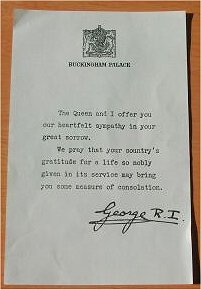 BUCKINGHAM PALACE
The Queen and I offer you
our heartfelt sympathy in your
great sorrow.
We pray that your country's
gratitude for a life so nobly
given in its service may bring
you some measure of consolation.
George R.I.